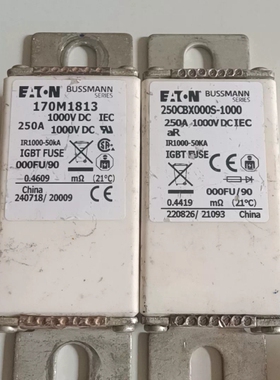 EATON BUSSMANN
SERIES
170M1813
1000V DC IEC
250A 1000V DC
IR1000-50kA
IGBT FUSE
000FU/90
0.4609 mΩ (21°C)
China
240718/ 20009
EATON BUSSMANN
SERIES
250CBX000S-1000
250A 1000V DC IEC
aR
IR1000-50KA
IGBT FUSE
000FU/90
0.4419 mΩ (21°C)
China
220826/ 21093